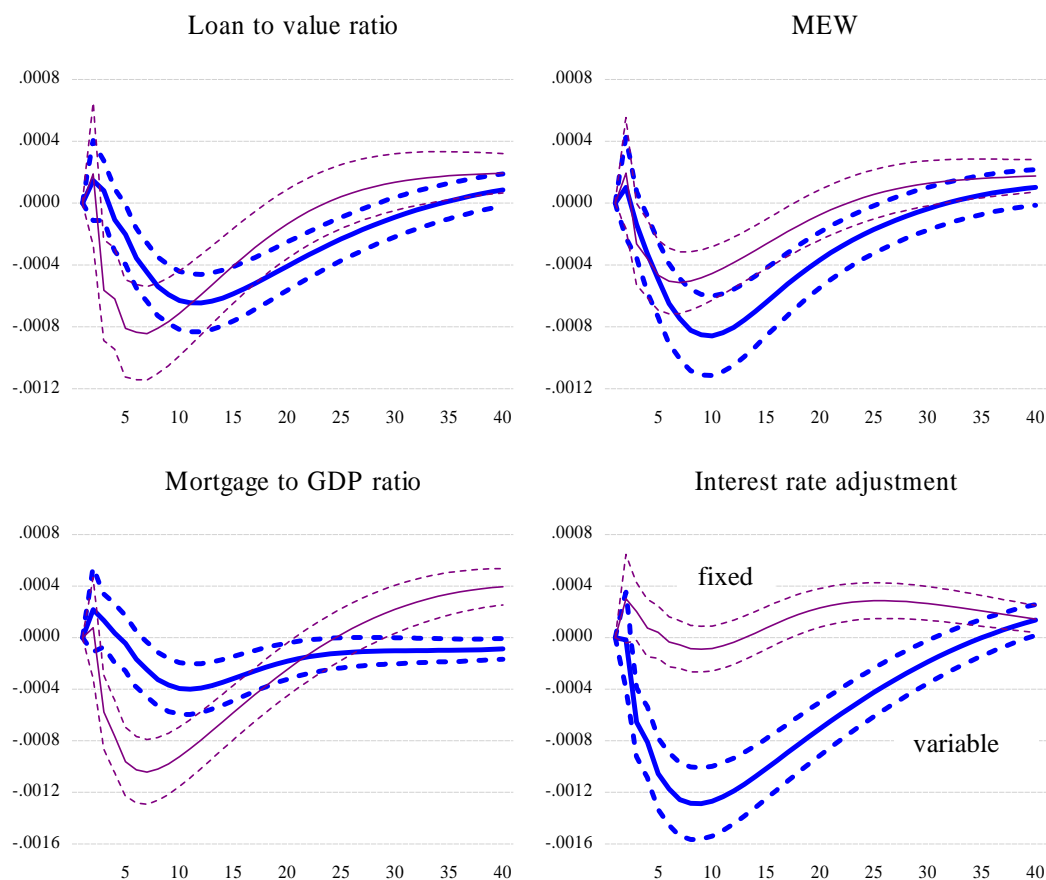 Loan to value ratio
.0008
.0004
.0000
-.0004
-.0008
-.0012
5 10 15 20 25 30 35 40
MEW
.0008
.0004
.0000
-.0004
-.0008
-.0012
5 10 15 20 25 30 35 40
Mortgage to GDP ratio
.0008
.0004
.0000
-.0004
-.0008
-.0012
-.0016
5 10 15 20 25 30 35 40
Interest rate adjustment
.0008
.0004
.0000
-.0004
-.0008
-.0012
-.0016
fixed
variable
5 10 15 20 25 30 35 40